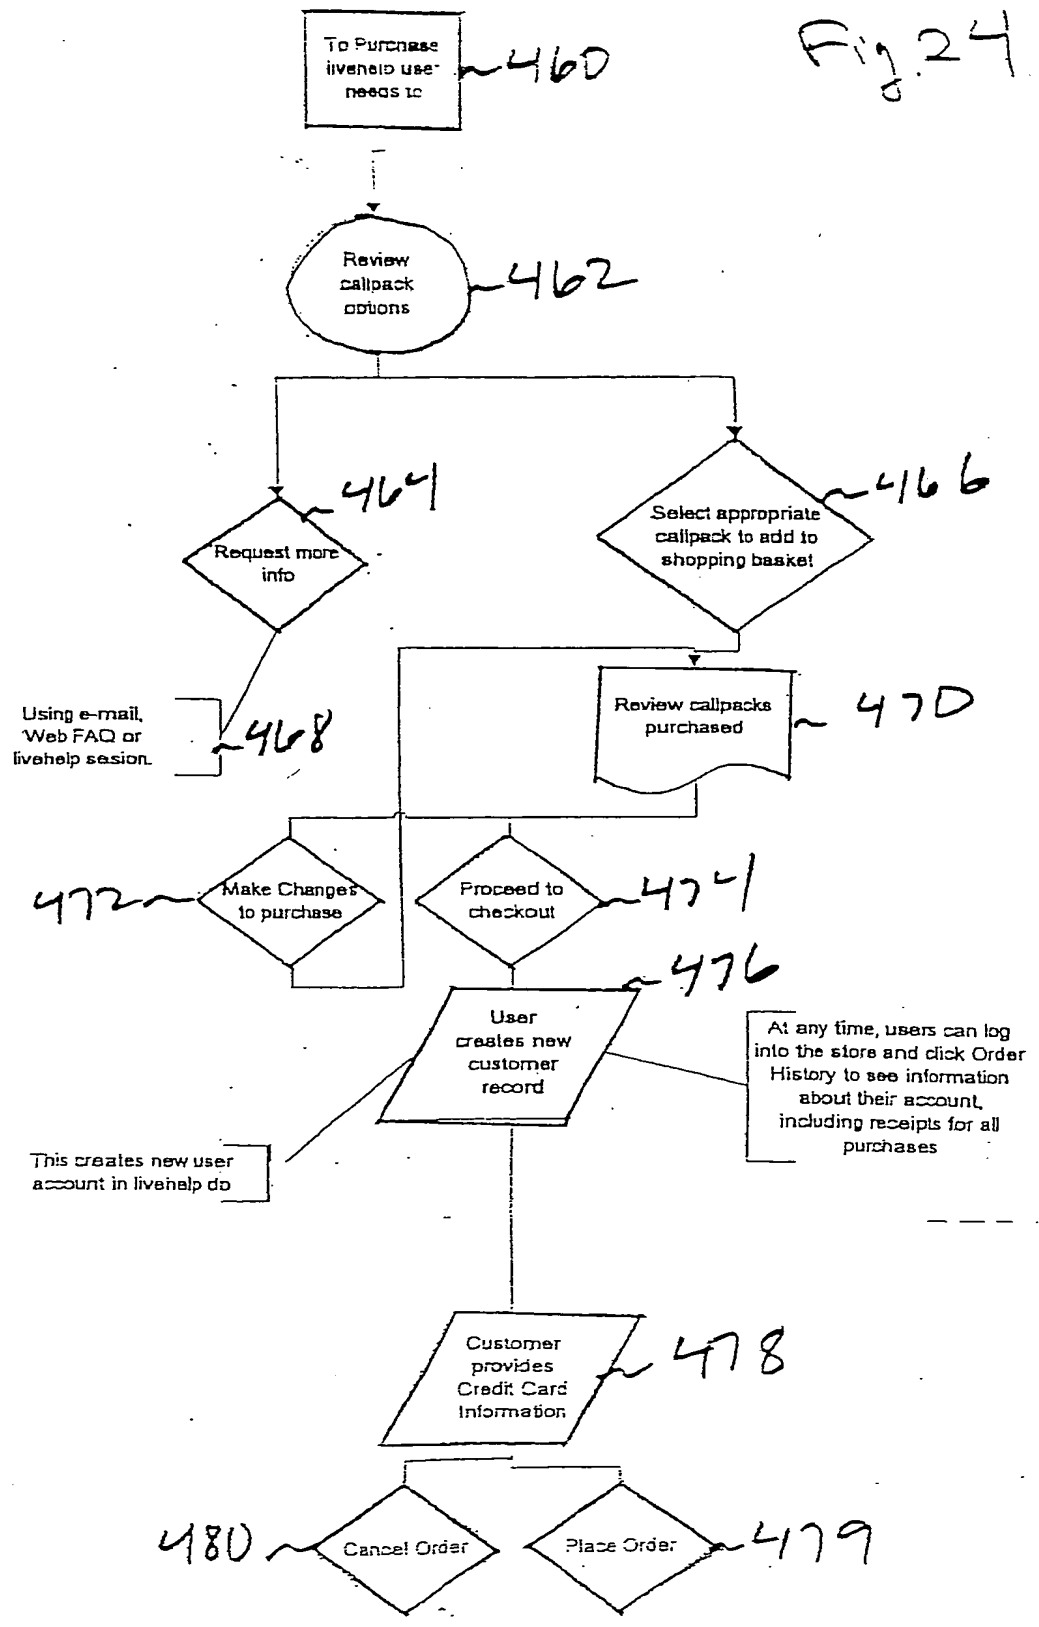 Fig. 24
To Purchase
livehelp user
needs to
460
Review
callpack
options
462
464
Request more
info
466
Select appropriate
callpack to add to
shopping basket
Using e-mail,
Web FAQ or
livehelp sesion.
468
Review callpacks
purchased
470
472
Make Changes
to purchase
Proceed to
checkout
474
476
User
creates new
customer
record
At any time, users can log
into the store and click Order
History to see information
about their account,
including receipts for all
purchases
This creates new user
account in livehelp do
Customer
provides
Credit Card
Information
478
480
Cancel Order
Place Order
479